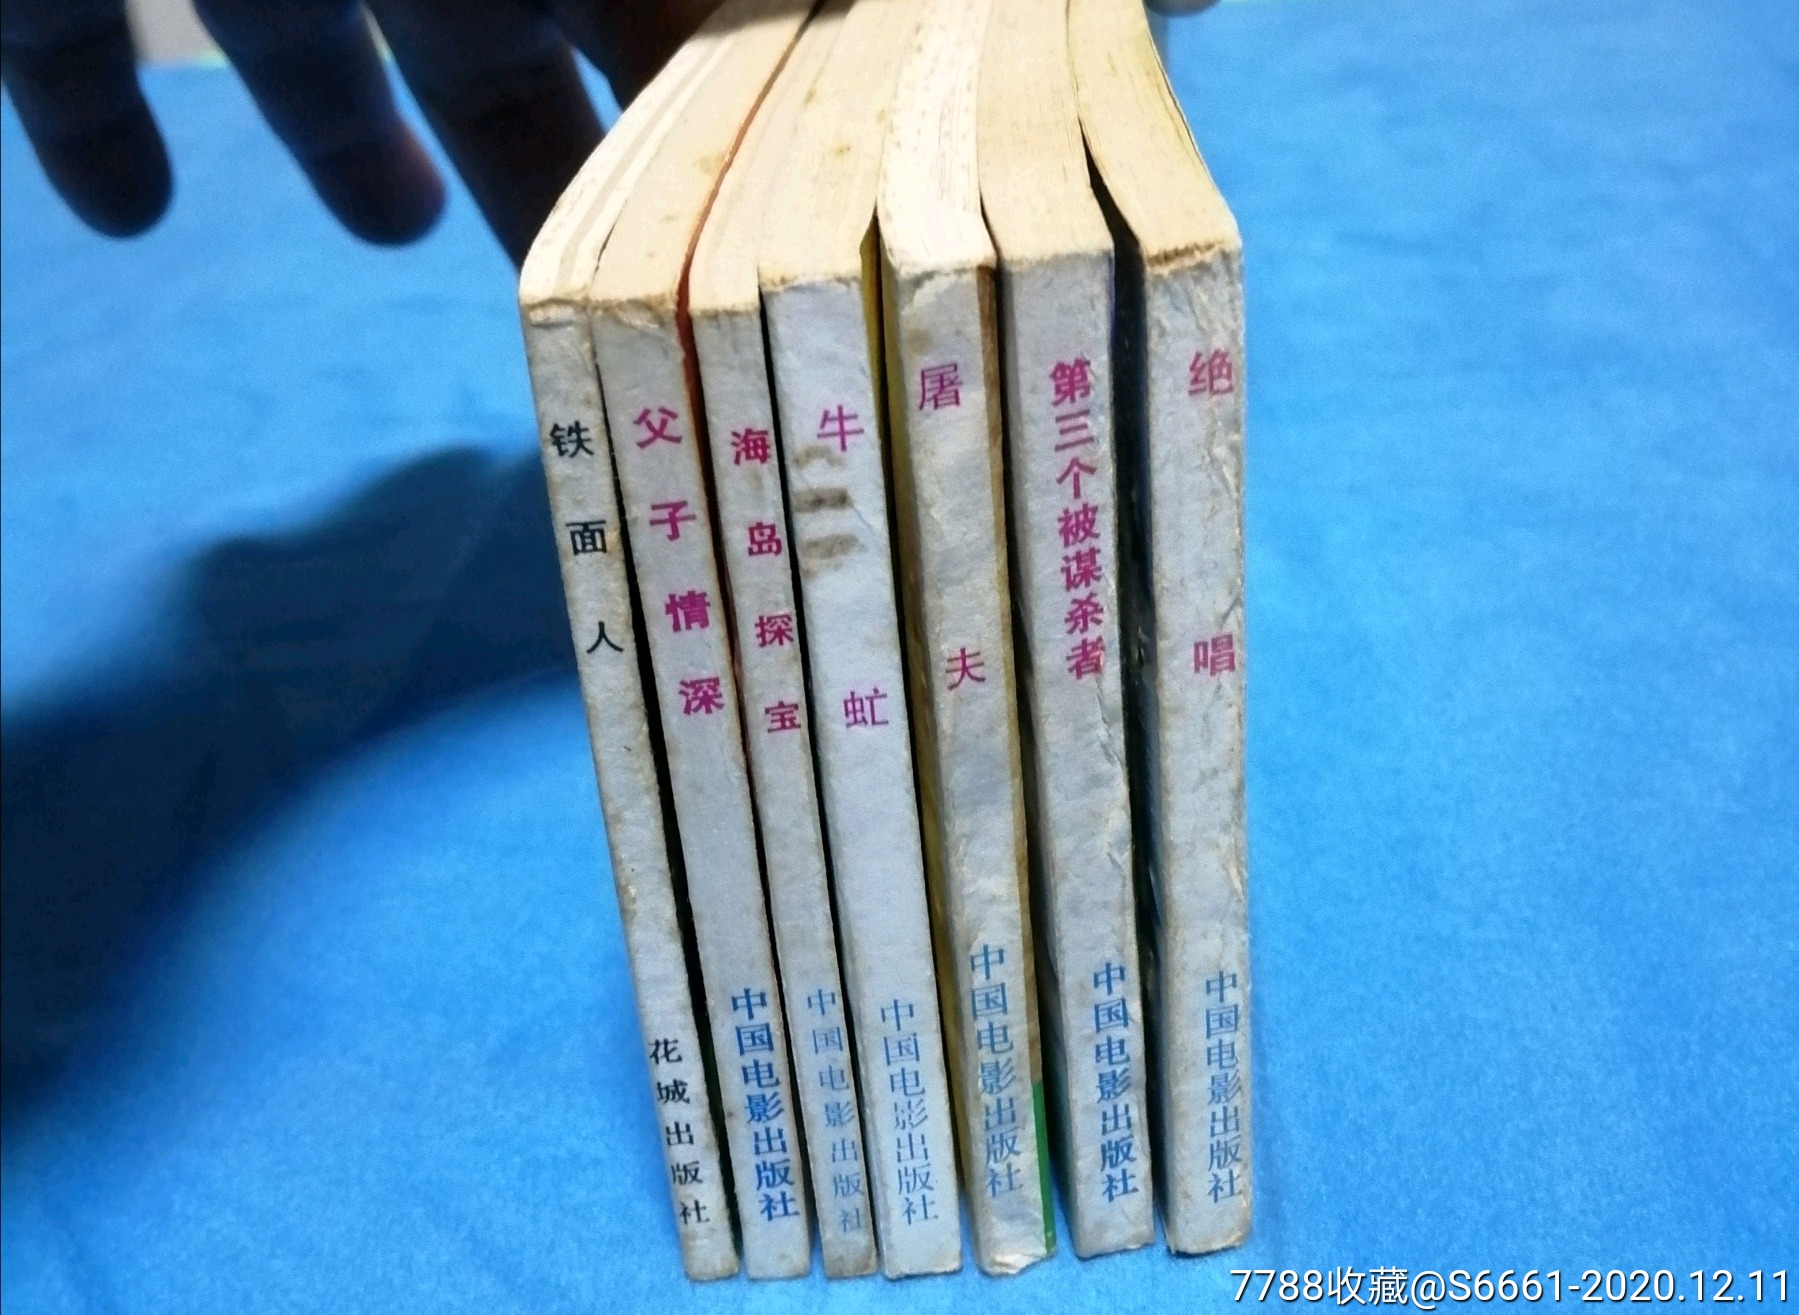 铁面人
花城出版社
父子情深
中国电影出版社
海岛探宝
中国电影出版社
牛虻
中国电影出版社
屠夫
中国电影出版社
第三个被谋杀者
中国电影出版社
绝唱
中国电影出版社
7788收藏@S6661-2020.12.11